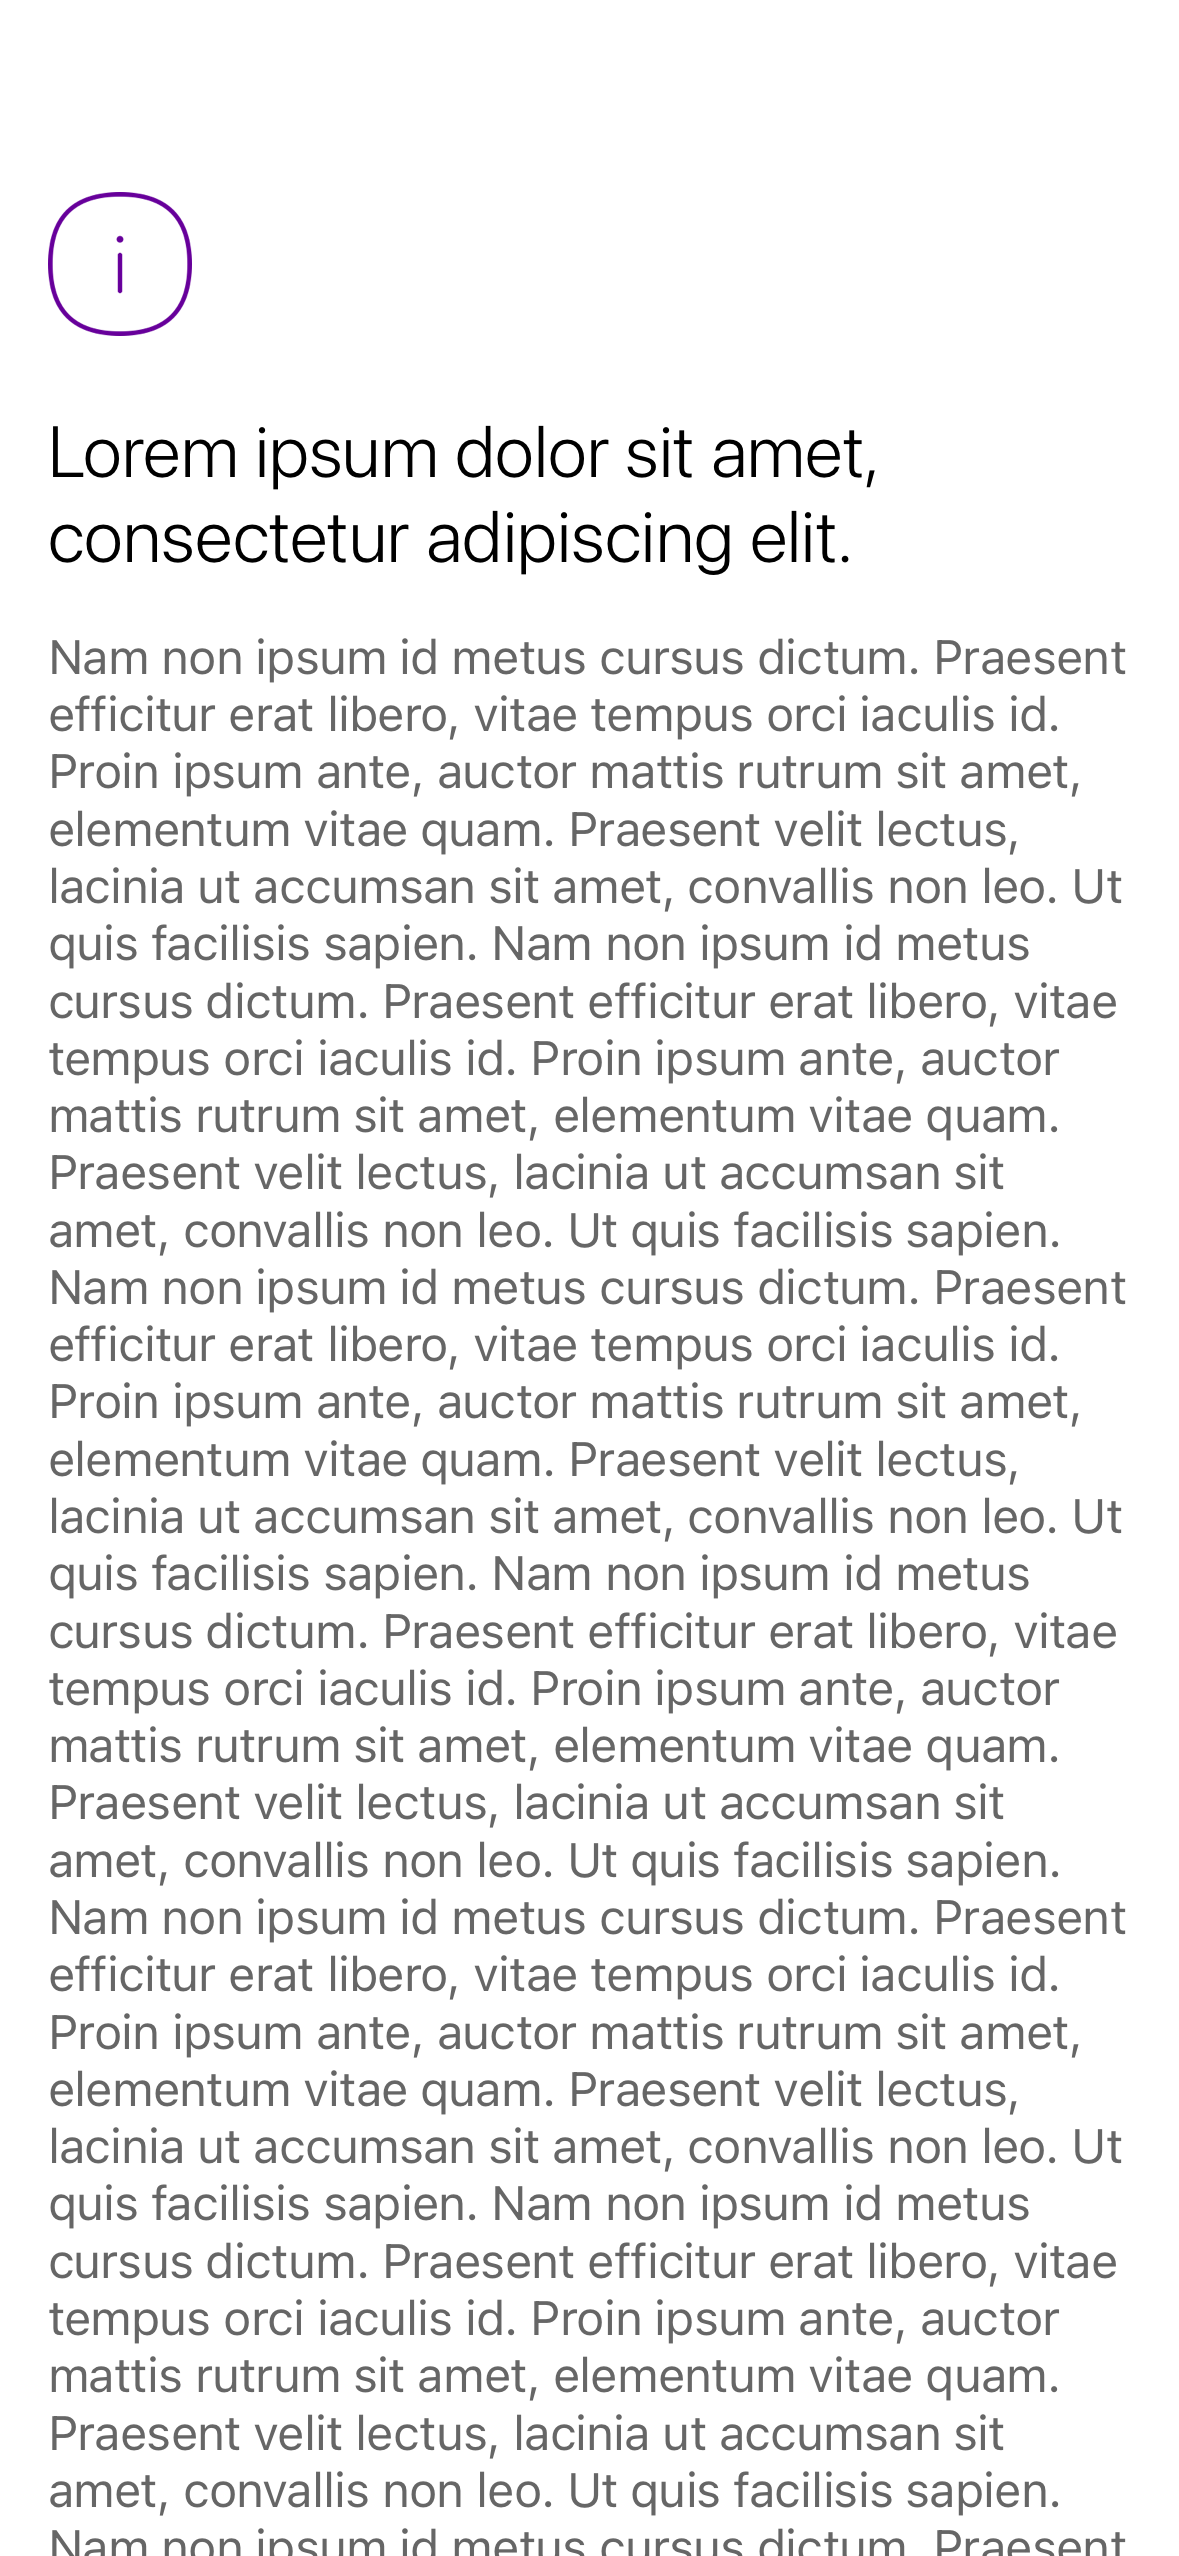 i
Lorem ipsum dolor sit amet,
consectetur adipiscing elit.
Nam non ipsum id metus cursus dictum. Praesent
efficitur erat libero, vitae tempus orci iaculis id.
Proin ipsum ante, auctor mattis rutrum sit amet,
elementum vitae quam. Praesent velit lectus,
lacinia ut accumsan sit amet, convallis non leo. Ut
quis facilisis sapien. Nam non ipsum id metus
cursus dictum. Praesent efficitur erat libero, vitae
tempus orci iaculis id. Proin ipsum ante, auctor
mattis rutrum sit amet, elementum vitae quam.
Praesent velit lectus, lacinia ut accumsan sit
amet, convallis non leo. Ut quis facilisis sapien.
Nam non ipsum id metus cursus dictum. Praesent
efficitur erat libero, vitae tempus orci iaculis id.
Proin ipsum ante, auctor mattis rutrum sit amet,
elementum vitae quam. Praesent velit lectus,
lacinia ut accumsan sit amet, convallis non leo. Ut
quis facilisis sapien. Nam non ipsum id metus
cursus dictum. Praesent efficitur erat libero, vitae
tempus orci iaculis id. Proin ipsum ante, auctor
mattis rutrum sit amet, elementum vitae quam.
Praesent velit lectus, lacinia ut accumsan sit
amet, convallis non leo. Ut quis facilisis sapien.
Nam non ipsum id metus cursus dictum. Praesent
efficitur erat libero, vitae tempus orci iaculis id.
Proin ipsum ante, auctor mattis rutrum sit amet,
elementum vitae quam. Praesent velit lectus,
lacinia ut accumsan sit amet, convallis non leo. Ut
quis facilisis sapien. Nam non ipsum id metus
cursus dictum. Praesent efficitur erat libero, vitae
tempus orci iaculis id. Proin ipsum ante, auctor
mattis rutrum sit amet, elementum vitae quam.
Praesent velit lectus, lacinia ut accumsan sit
amet, convallis non leo. Ut quis facilisis sapien.
Nam non ipsum id metus cursus dictum. Praesent